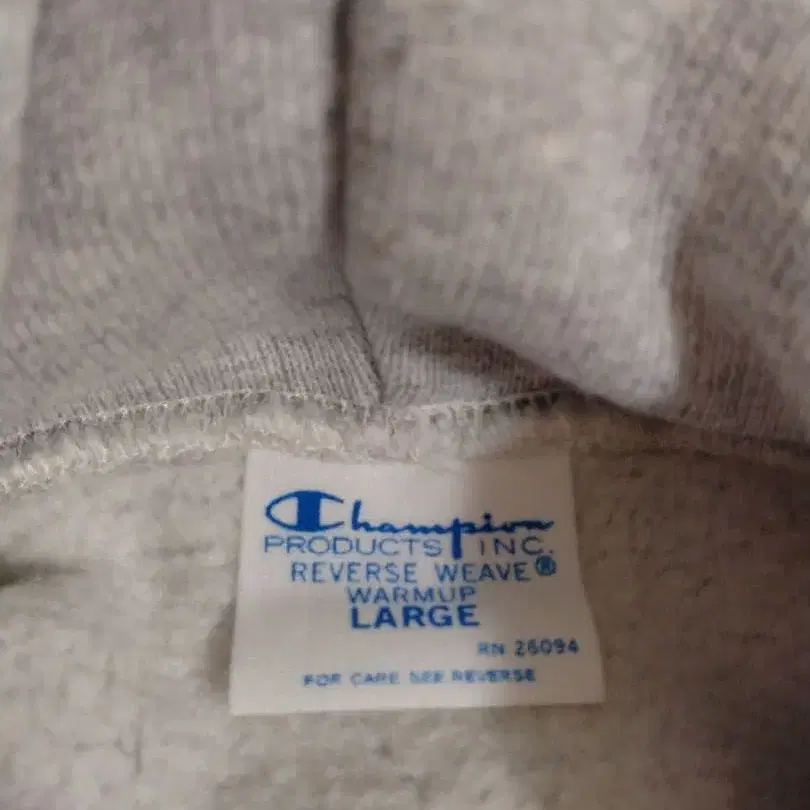 Champion
PRODUCTS INC.
REVERSE WEAVE®
WARMUP
LARGE
RN 26094
FOR CARE SEE REVERSE